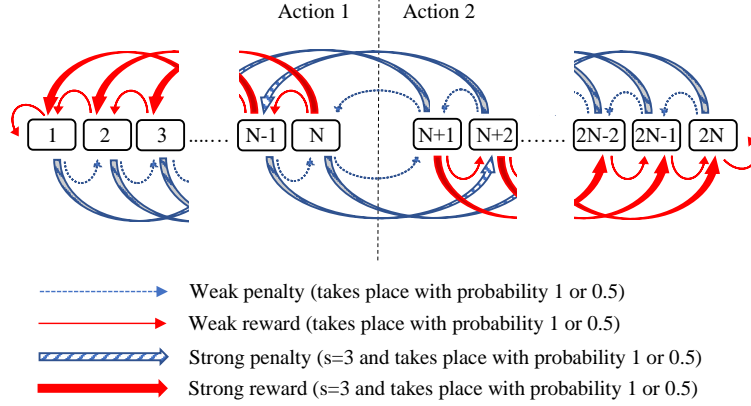 Action 1 Action 2
1 2 3 ...…. N-1 N N+1 N+2 …….. 2N-2 2N-1 2N
Weak penalty (takes place with probability 1 or 0.5)
Weak reward (takes place with probability 1 or 0.5)
Strong penalty (s=3 and takes place with probability 1 or 0.5)
Strong reward (s=3 and takes place with probability 1 or 0.5)